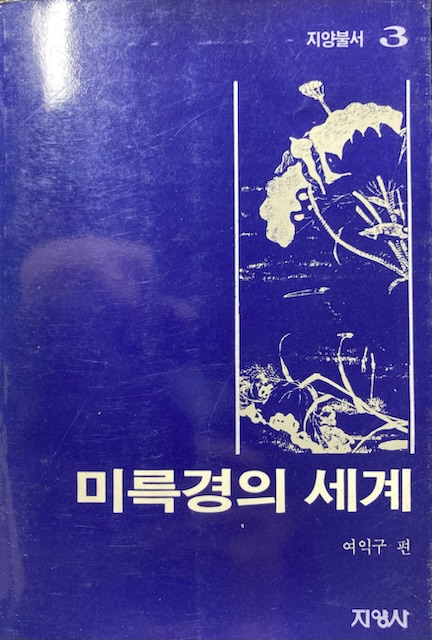 지양불서 3
미륵경의 세계
여익구 편
지양사